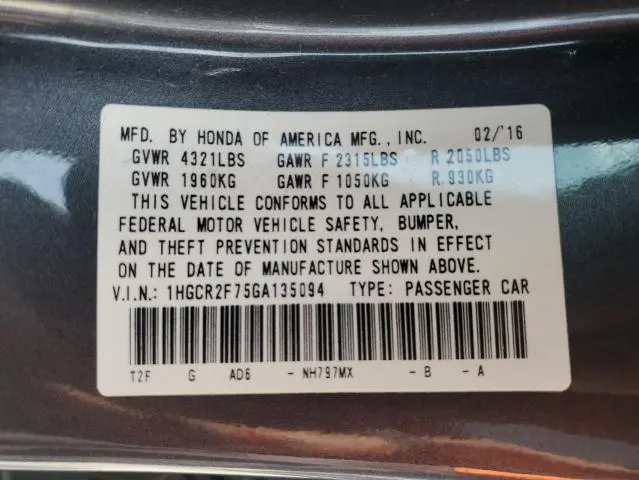 MFD. BY HONDA OF AMERICA MFG., INC. 02/'16
GVWR 4321LBS GAWR F 2315LBS R 2050LBS
GVWR 1960KG GAWR F 1050KG R 930KG
THIS VEHICLE CONFORMS TO ALL APPLICABLE
FEDERAL MOTOR VEHICLE SAFETY, BUMPER,
AND THEFT PREVENTION STANDARDS IN EFFECT
ON THE DATE OF MANUFACTURE SHOWN ABOVE.
V.I.N.: 1HGCR2F75GA135094 TYPE: PASSENGER CAR
T2F G AD6 - NH797MX - B - A